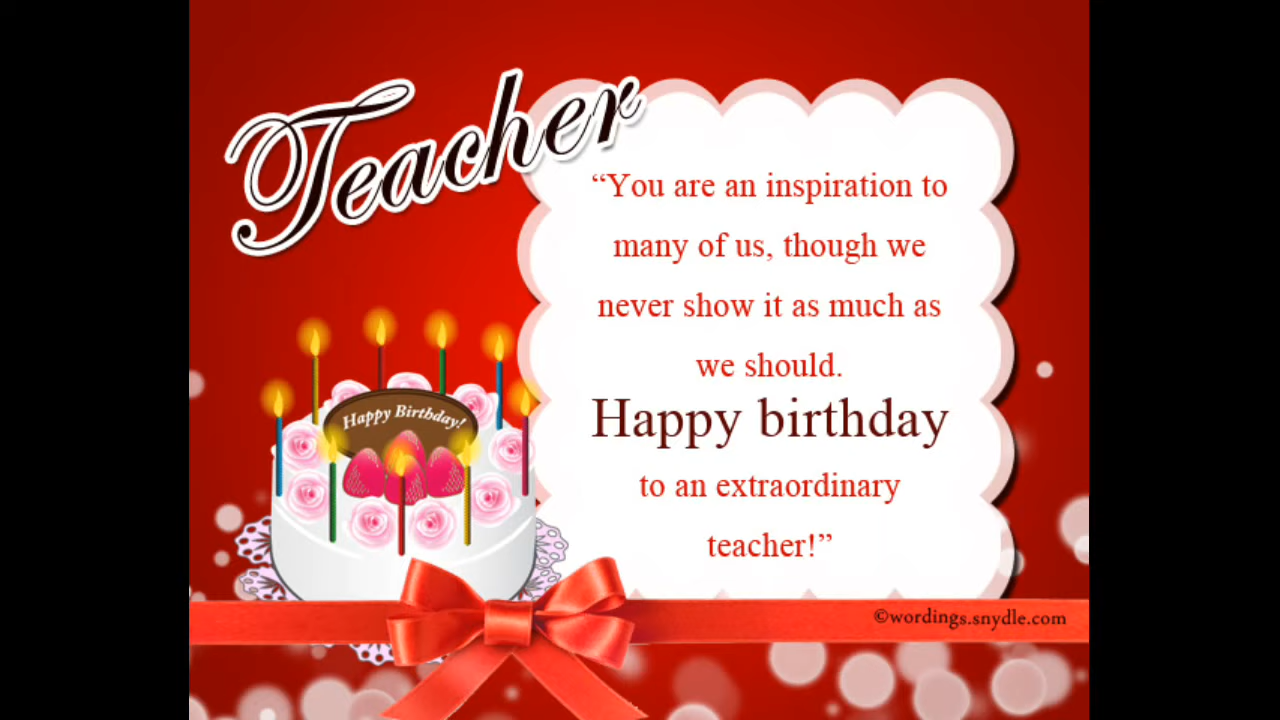 Teacher
“You are an inspiration to
many of us, though we
never show it as much as
we should.
Happy birthday
to an extraordinary
teacher!”
Happy Birthday!
©wordings.snydle.com